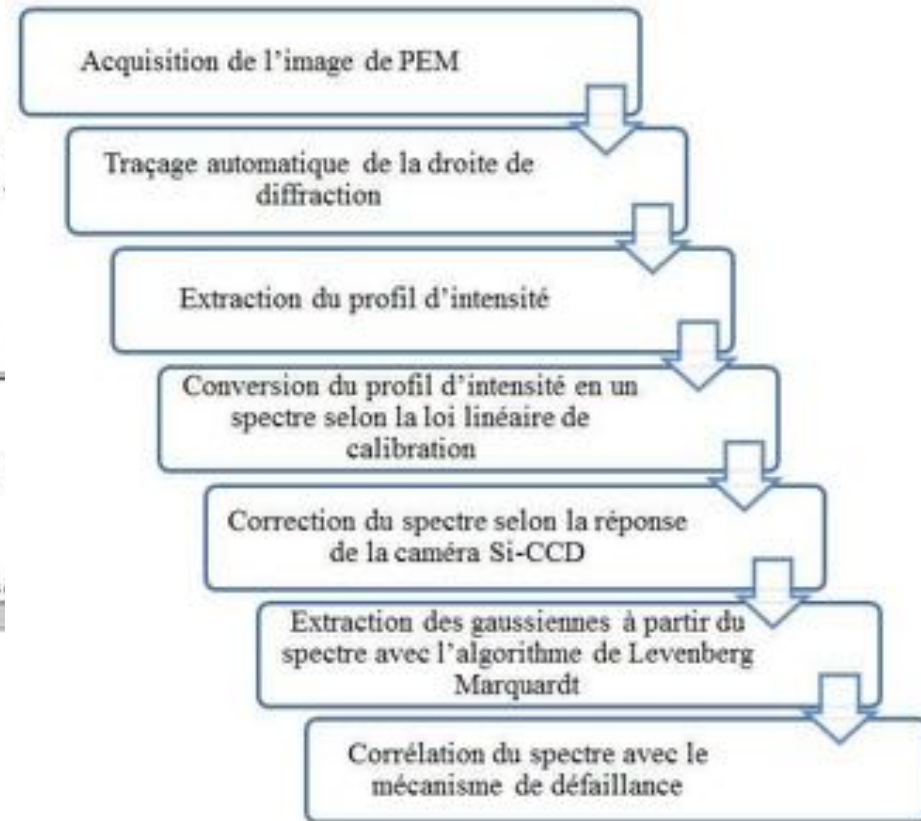 Acquisition de l’image de PEM
Traçage automatique de la droite de
diffraction
Extraction du profil d’intensité
Conversion du profil d’intensité en un
spectre selon la loi linéaire de
calibration
Correction du spectre selon la réponse
de la caméra Si-CCD
Extraction des gaussiennes à partir du
spectre avec l’algorithme de Levenberg
Marquardt
Corrélation du spectre avec le
mécanisme de défaillance